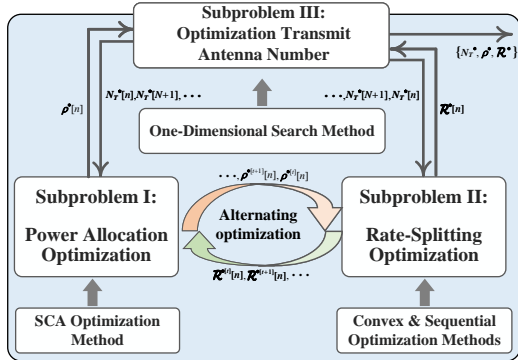 Subproblem III:
Optimization Transmit
Antenna Number
{N_T^*, ρ^*, R^*}
ρ^*[n]
N_T^*[n],N_T^*[N+1],···
···,N_T^*[N+1],N_T^*[n]
R^*[n]
One-Dimensional Search Method
···,ρ^{*[t+1]}[n],ρ^{*[t]}[n]
Subproblem I:
Power Allocation
Optimization
Alternating
optimization
Subproblem II:
Rate-Splitting
Optimization
R^{*[t]}[n],R^{*[t+1]}[n],···
SCA Optimization
Method
Convex & Sequential
Optimization Methods